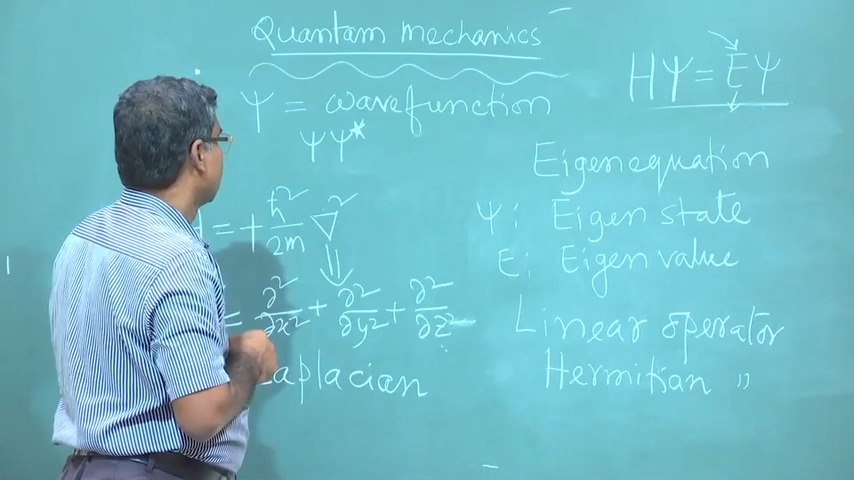 Quantam mechanics
HΨ = EΨ
Ψ = wavefunction
ΨΨ*
Eigenequation
Ψ : Eigen state
E : Eigen value
= + ħ²/2m ∇²
⇓
= ∂²/∂x² + ∂²/∂y² + ∂²/∂z²
Laplacian
Linear operator
Hermitian "